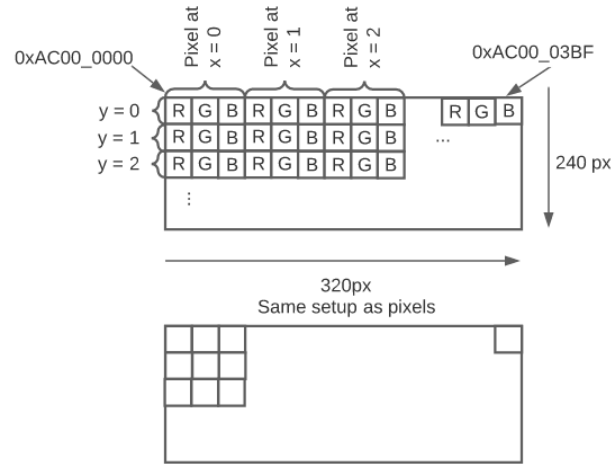 Pixel at
x = 0
Pixel at
x = 1
Pixel at
x = 2
0xAC00_0000
0xAC00_03BF
y = 0 R G B R G B R G B R G B
y = 1 R G B R G B R G B ...
y = 2 R G B R G B R G B
...
240 px
320px
Same setup as pixels